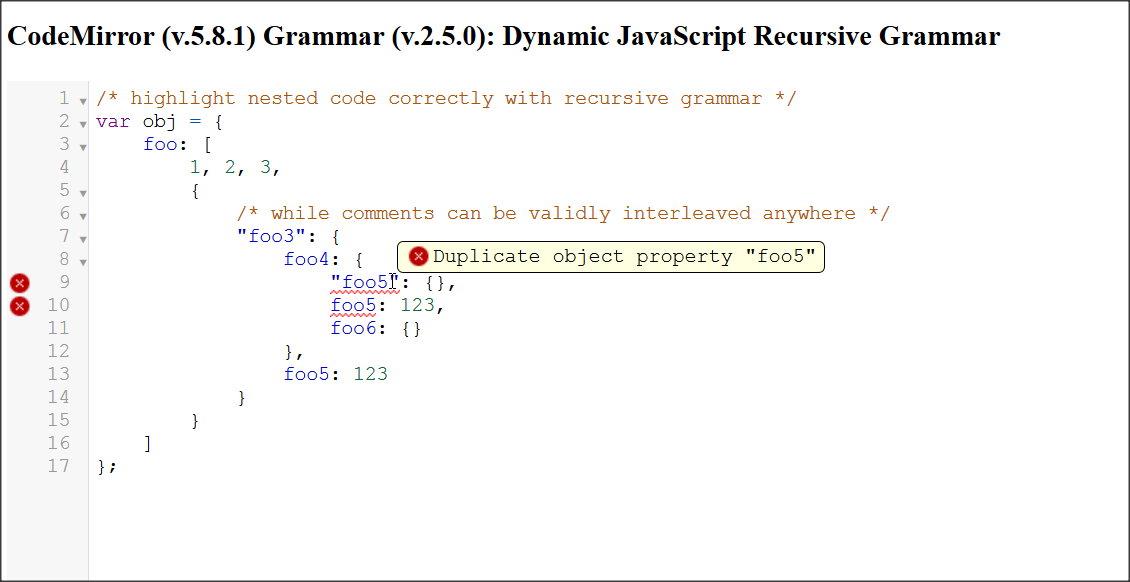 CodeMirror (v.5.8.1) Grammar (v.2.5.0): Dynamic JavaScript Recursive Grammar
1 /* highlight nested code correctly with recursive grammar */
2 var obj = {
3     foo: [
4         1, 2, 3,
5         {
6             /* while comments can be validly interleaved anywhere */
7             "foo3": {
8                 foo4: {
Duplicate object property "foo5"
9                     "foo5": {},
10                     foo5: 123,
11                     foo6: {}
12                 },
13                 foo5: 123
14             }
15         }
16     ]
17 };